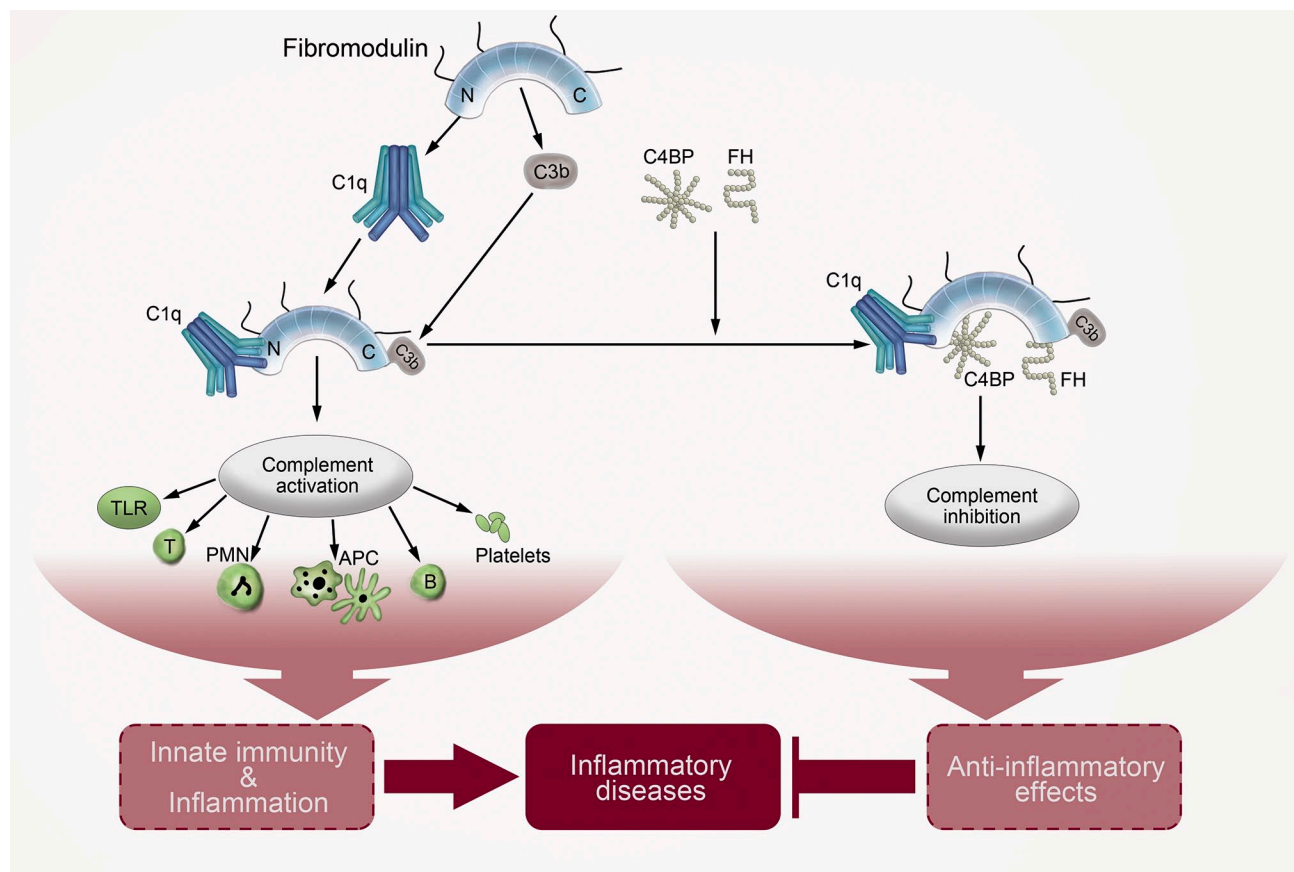 Fibromodulin
N
C
C1q
C3b
C4BP
FH
C1q
N
C
C3b
C1q
C3b
C4BP
FH
Complement
activation
Complement
inhibition
TLR
T
PMN
APC
B
Platelets
Innate immunity
&
Inflammation
Inflammatory
diseases
Anti-inflammatory
effects